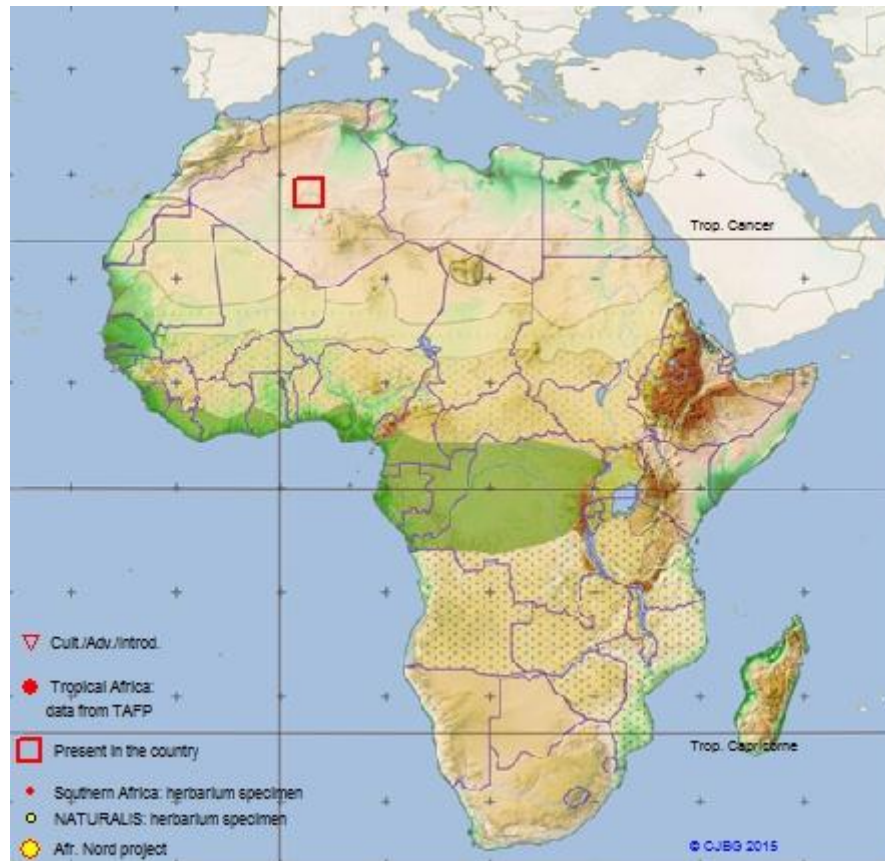 Trop. Cancer
Cult./Adv./Introd.
Tropical Africa:
data from TAFP
Present in the country
Trop. Capricorne
Southern Africa: herbarium specimen
NATURALIS: herbarium specimen
Afr. Nord project
© CJBG 2015